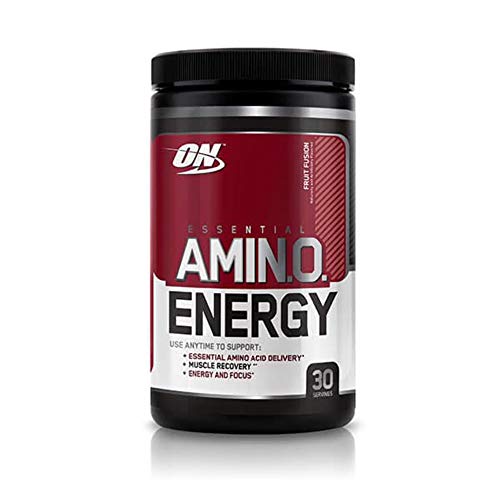 ON
FRUIT FUSION
ESSENTIAL
AMIN.O.
ENERGY
USE ANYTIME TO SUPPORT:
+ ESSENTIAL AMINO ACID DELIVERY*
+ MUSCLE RECOVERY **
+ ENERGY AND FOCUS*
30
SERVINGS